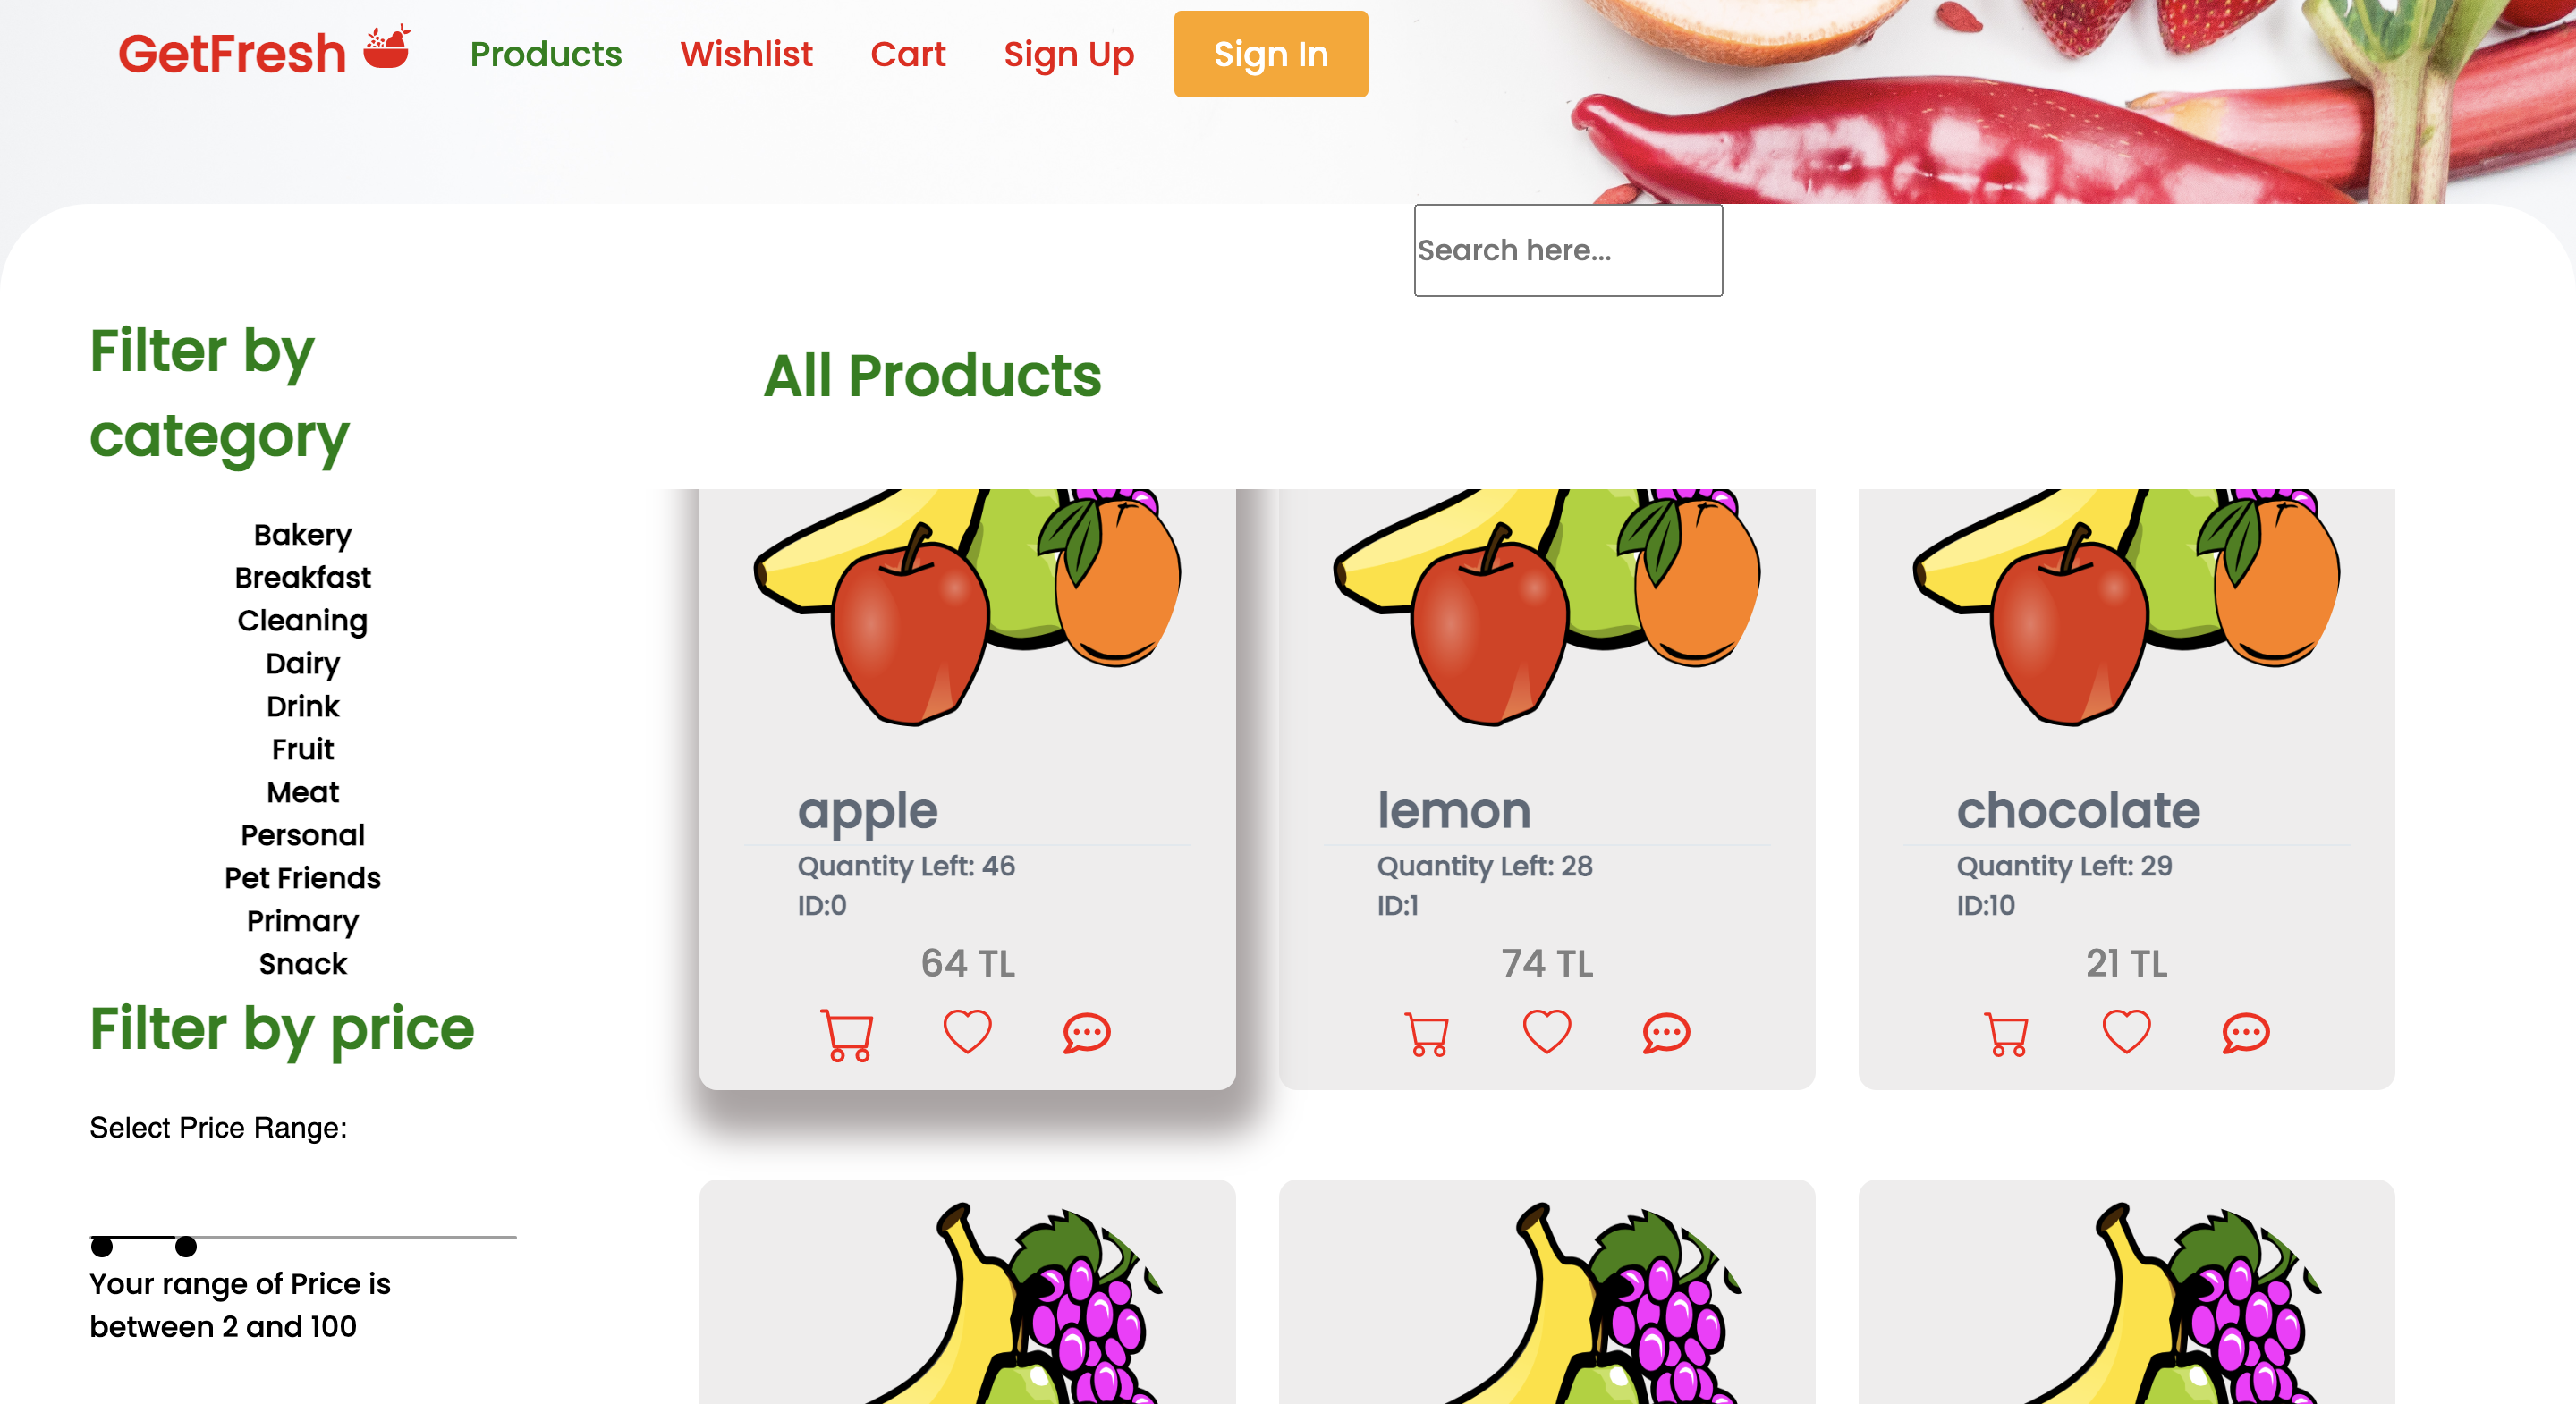 GetFresh
Products
Wishlist
Cart
Sign Up
Sign In
Search here...
Filter by
category
Bakery
Breakfast
Cleaning
Dairy
Drink
Fruit
Meat
Personal
Pet Friends
Primary
Snack
Filter by price
Select Price Range:
Your range of Price is
between 2 and 100
All Products
apple
Quantity Left: 46
ID:0
64 TL
lemon
Quantity Left: 28
ID:1
74 TL
chocolate
Quantity Left: 29
ID:10
21 TL